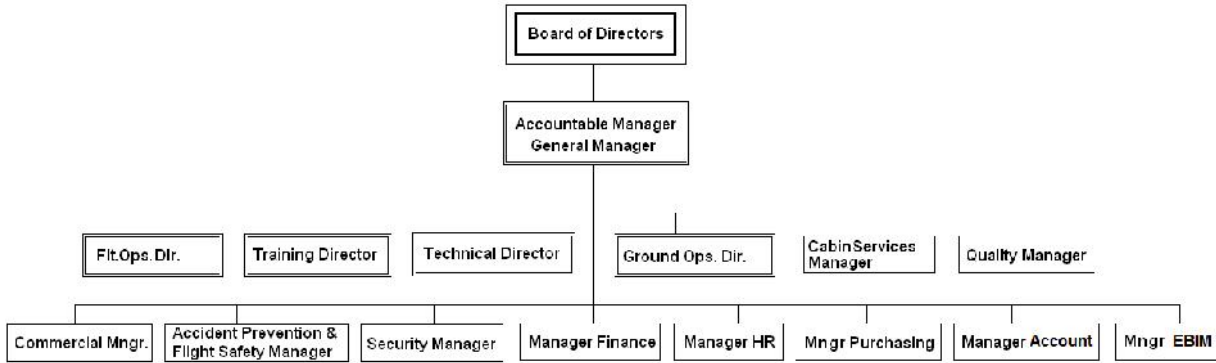 Board of Directors
Accountable Manager
General Manager
Flt.Ops.Dir.
Training Director
Technical Director
Ground Ops. Dir.
Cabin Services
Manager
Quality Manager
Commercial Mngr.
Accident Prevention &
Flight Safety Manager
Security Manager
Manager Finance
Manager HR
Mngr Purchasing
Manager Account
Mngr EBIM